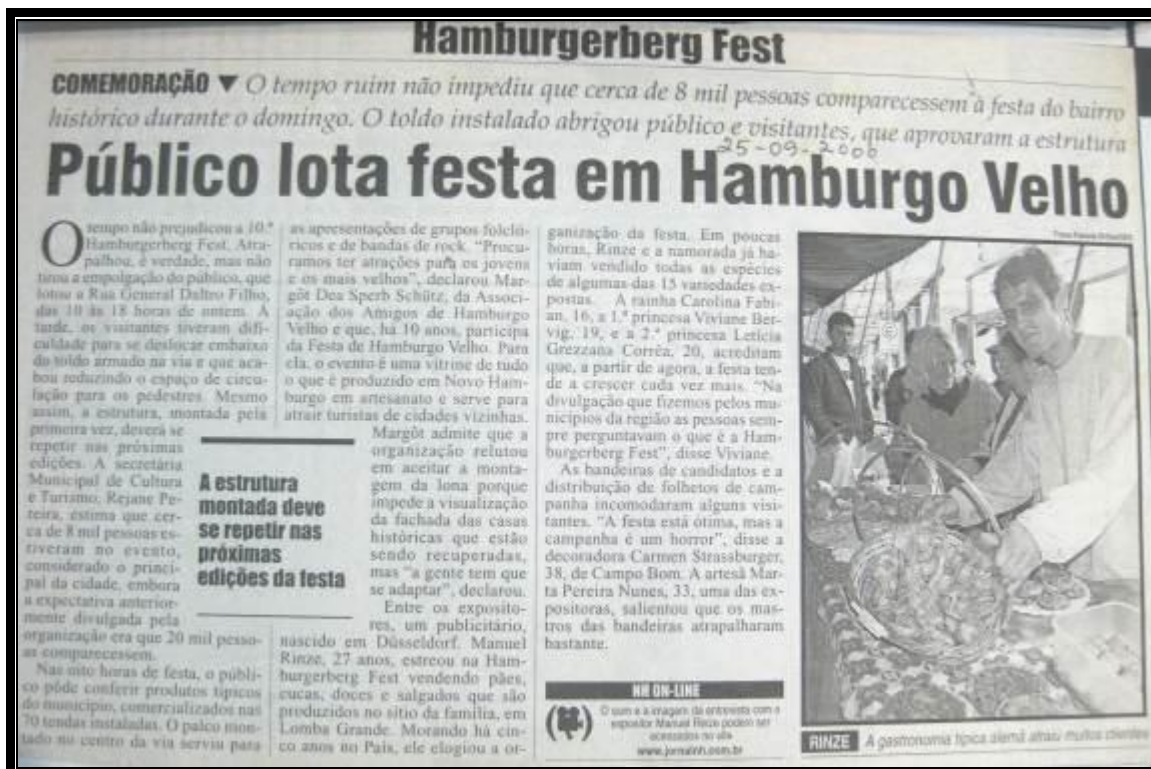 Hamburgerberg Fest
COMEMORAÇÃO ▼ O tempo ruim não impediu que cerca de 8 mil pessoas comparecessem à festa do bairro
histórico durante o domingo. O toldo instalado abrigou público e visitantes, que aprovaram a estrutura
25-09-2000
Público lota festa em Hamburgo Velho
O tempo não prejudicou a 10.ª
Hamburgerberg Fest. Atra-
palhou, é verdade, mas não
tirou a empolgação do público, que
lotou a Rua General Daltro Filho,
das 10 às 18 horas de ontem. À
tarde, os visitantes tiveram difi-
culdade para se deslocar embaixo
do toldo armado na via e que aca-
bou reduzindo o espaço de circu-
lação para os pedestres. Mesmo
assim, a estrutura, montada pela
primeira vez, deverá se
repetir nas próximas
edições. A secretária
Municipal de Cultura
e Turismo, Rejane Pe-
reira, estima que cer-
ca de 8 mil pessoas es-
tiveram no evento,
considerado o princi-
pal da cidade, embora
a expectativa anterior-
mente divulgada pela
organização era que 20 mil pesso-
as comparecessem.
Nas oito horas de festa, o públi-
co pôde conferir produtos típicos
do município, comercializados nas
70 tendas instaladas. O palco mon-
tado no centro da via serviu para
A estrutura
montada deve
se repetir nas
próximas
edições da festa
as apresentações de grupos folcló-
ricos e de bandas de rock. "Procu-
ramos ter atrações para os jovens
e os mais velhos", declarou Mar-
gôt Dea Sperb Schütz, da Associ-
ação dos Amigos de Hamburgo
Velho e que, há 10 anos, participa
da Festa de Hamburgo Velho. Para
ela, o evento é uma vitrine de tudo
o que é produzido em Novo Ham-
burgo em artesanato e serve para
atrair turistas de cidades vizinhas.
Margôt admite que a
organização relutou
em aceitar a monta-
gem da lona porque
impede a visualização
da fachada das casas
históricas que estão
sendo recuperadas,
mas "a gente tem que
se adaptar", declarou.
Entre os exposito-
res, um publicitário,
nascido em Düsseldorf. Manuel
Rinze, 27 anos, estreou na Ham-
burgerberg Fest vendendo pães,
cucas, doces e salgados que são
produzidos no sítio da família, em
Lomba Grande. Morando há cin-
co anos no País, ele elogiou a or-
ganização da festa. Em poucas
horas, Rinze e a namorada já ha-
viam vendido todas as espécies
de algumas das 15 variedades ex-
postas. A rainha Carolina Fabi-
an, 16, a 1.ª princesa Viviane Ber-
vig, 19, e a 2.ª princesa Letícia
Grezzana Corrêa, 20, acreditam
que, a partir de agora, a festa ten-
de a crescer cada vez mais. "Na
divulgação que fizemos pelos mu-
nicípios da região as pessoas sem-
pre perguntavam o que é a Ham-
burgerberg Fest", disse Viviane.
As bandeiras de candidatos e a
distribuição de folhetos de cam-
panha incomodaram alguns visi-
tantes. "A festa está ótima, mas a
campanha é um horror", disse a
decoradora Carmen Strassburger,
38, de Campo Bom. A artesã Mar-
ta Pereira Nunes, 33, uma das ex-
positoras, salientou que os mas-
tros das bandeiras atrapalharam
bastante.
NH ON-LINE
O som e a imagem da entrevista com o
expositor Manuel Rinze podem ser
acessados no site
www.jornalnh.com.br
RINZE A gastronomia típica alemã atraiu muitos clientes